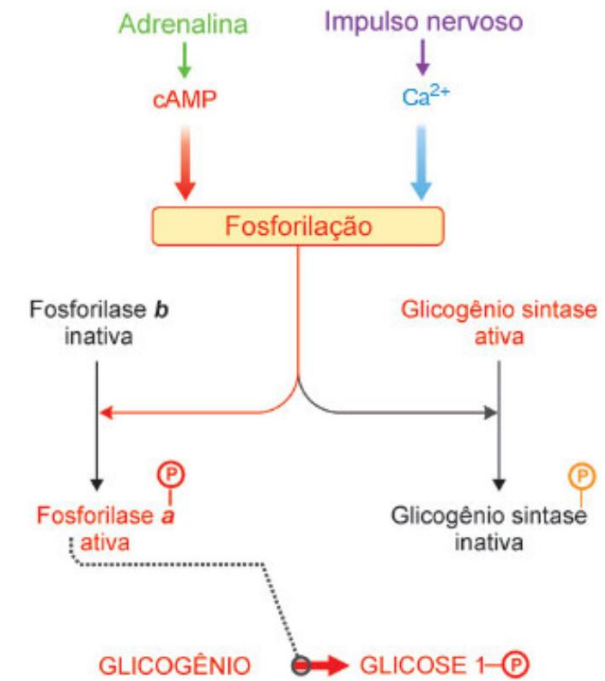 Adrenalina
Impulso nervoso
cAMP
Ca²⁺
Fosforilação
Fosforilase b
inativa
Glicogênio sintase
ativa
P
Fosforilase a
ativa
P
Glicogênio sintase
inativa
GLICOGÊNIO
GLICOSE 1–P